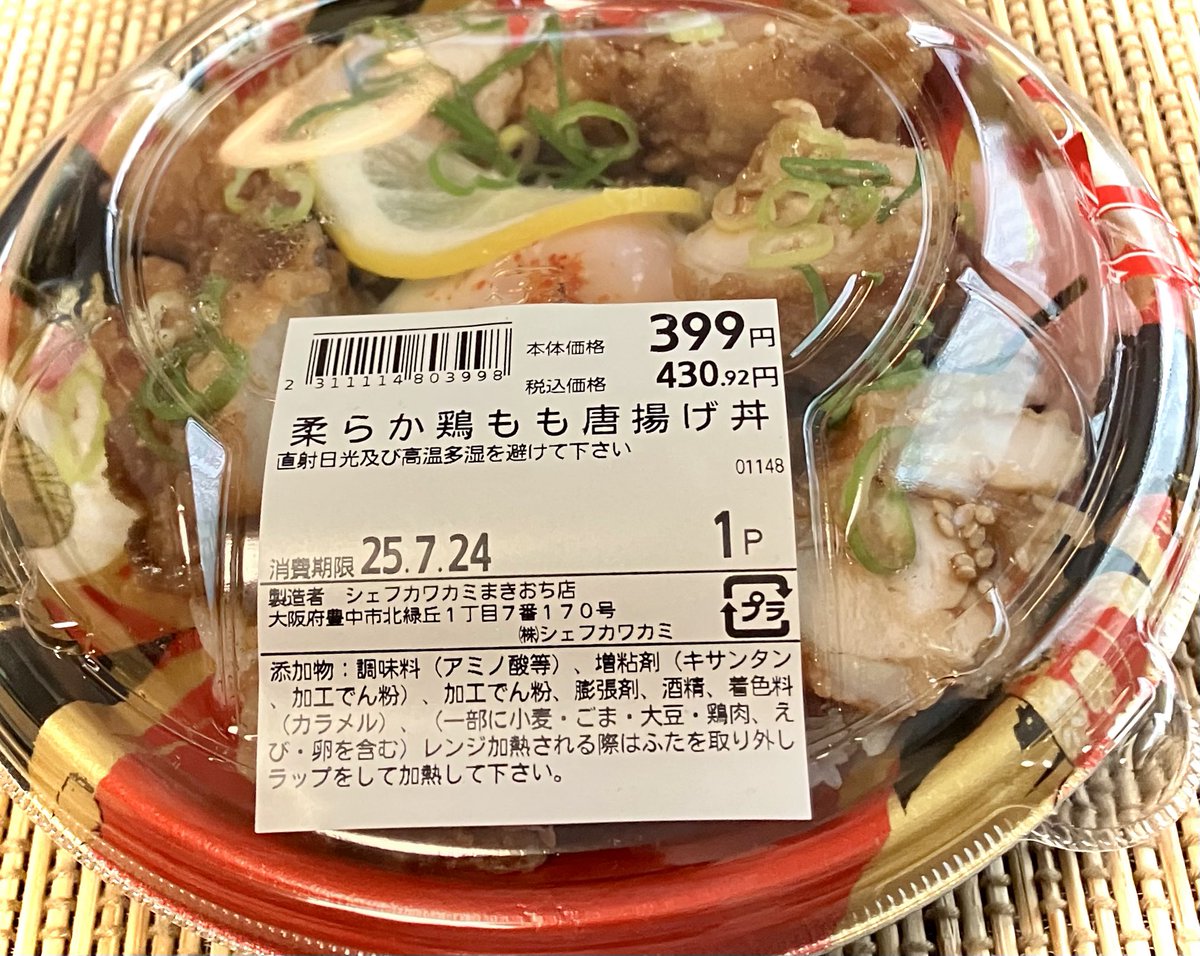 本体価格 399円
税込価格 430.92円
2 311114 803998
柔らか鶏もも唐揚げ丼
直射日光及び高温多湿を避けて下さい
01148
消費期限 25.7.24 1P
製造者 シェフカワカミまきおち店
大阪府豊中市北緑丘1丁目7番170号
㈱シェフカワカミ
プラ
添加物：調味料（アミノ酸等）、増粘剤（キサンタン
、加工でん粉）、加工でん粉、膨張剤、酒精、着色料
（カラメル）、（一部に小麦・ごま・大豆・鶏肉、え
び・卵を含む）レンジ加熱される際はふたを取り外し
ラップをして加熱して下さい。